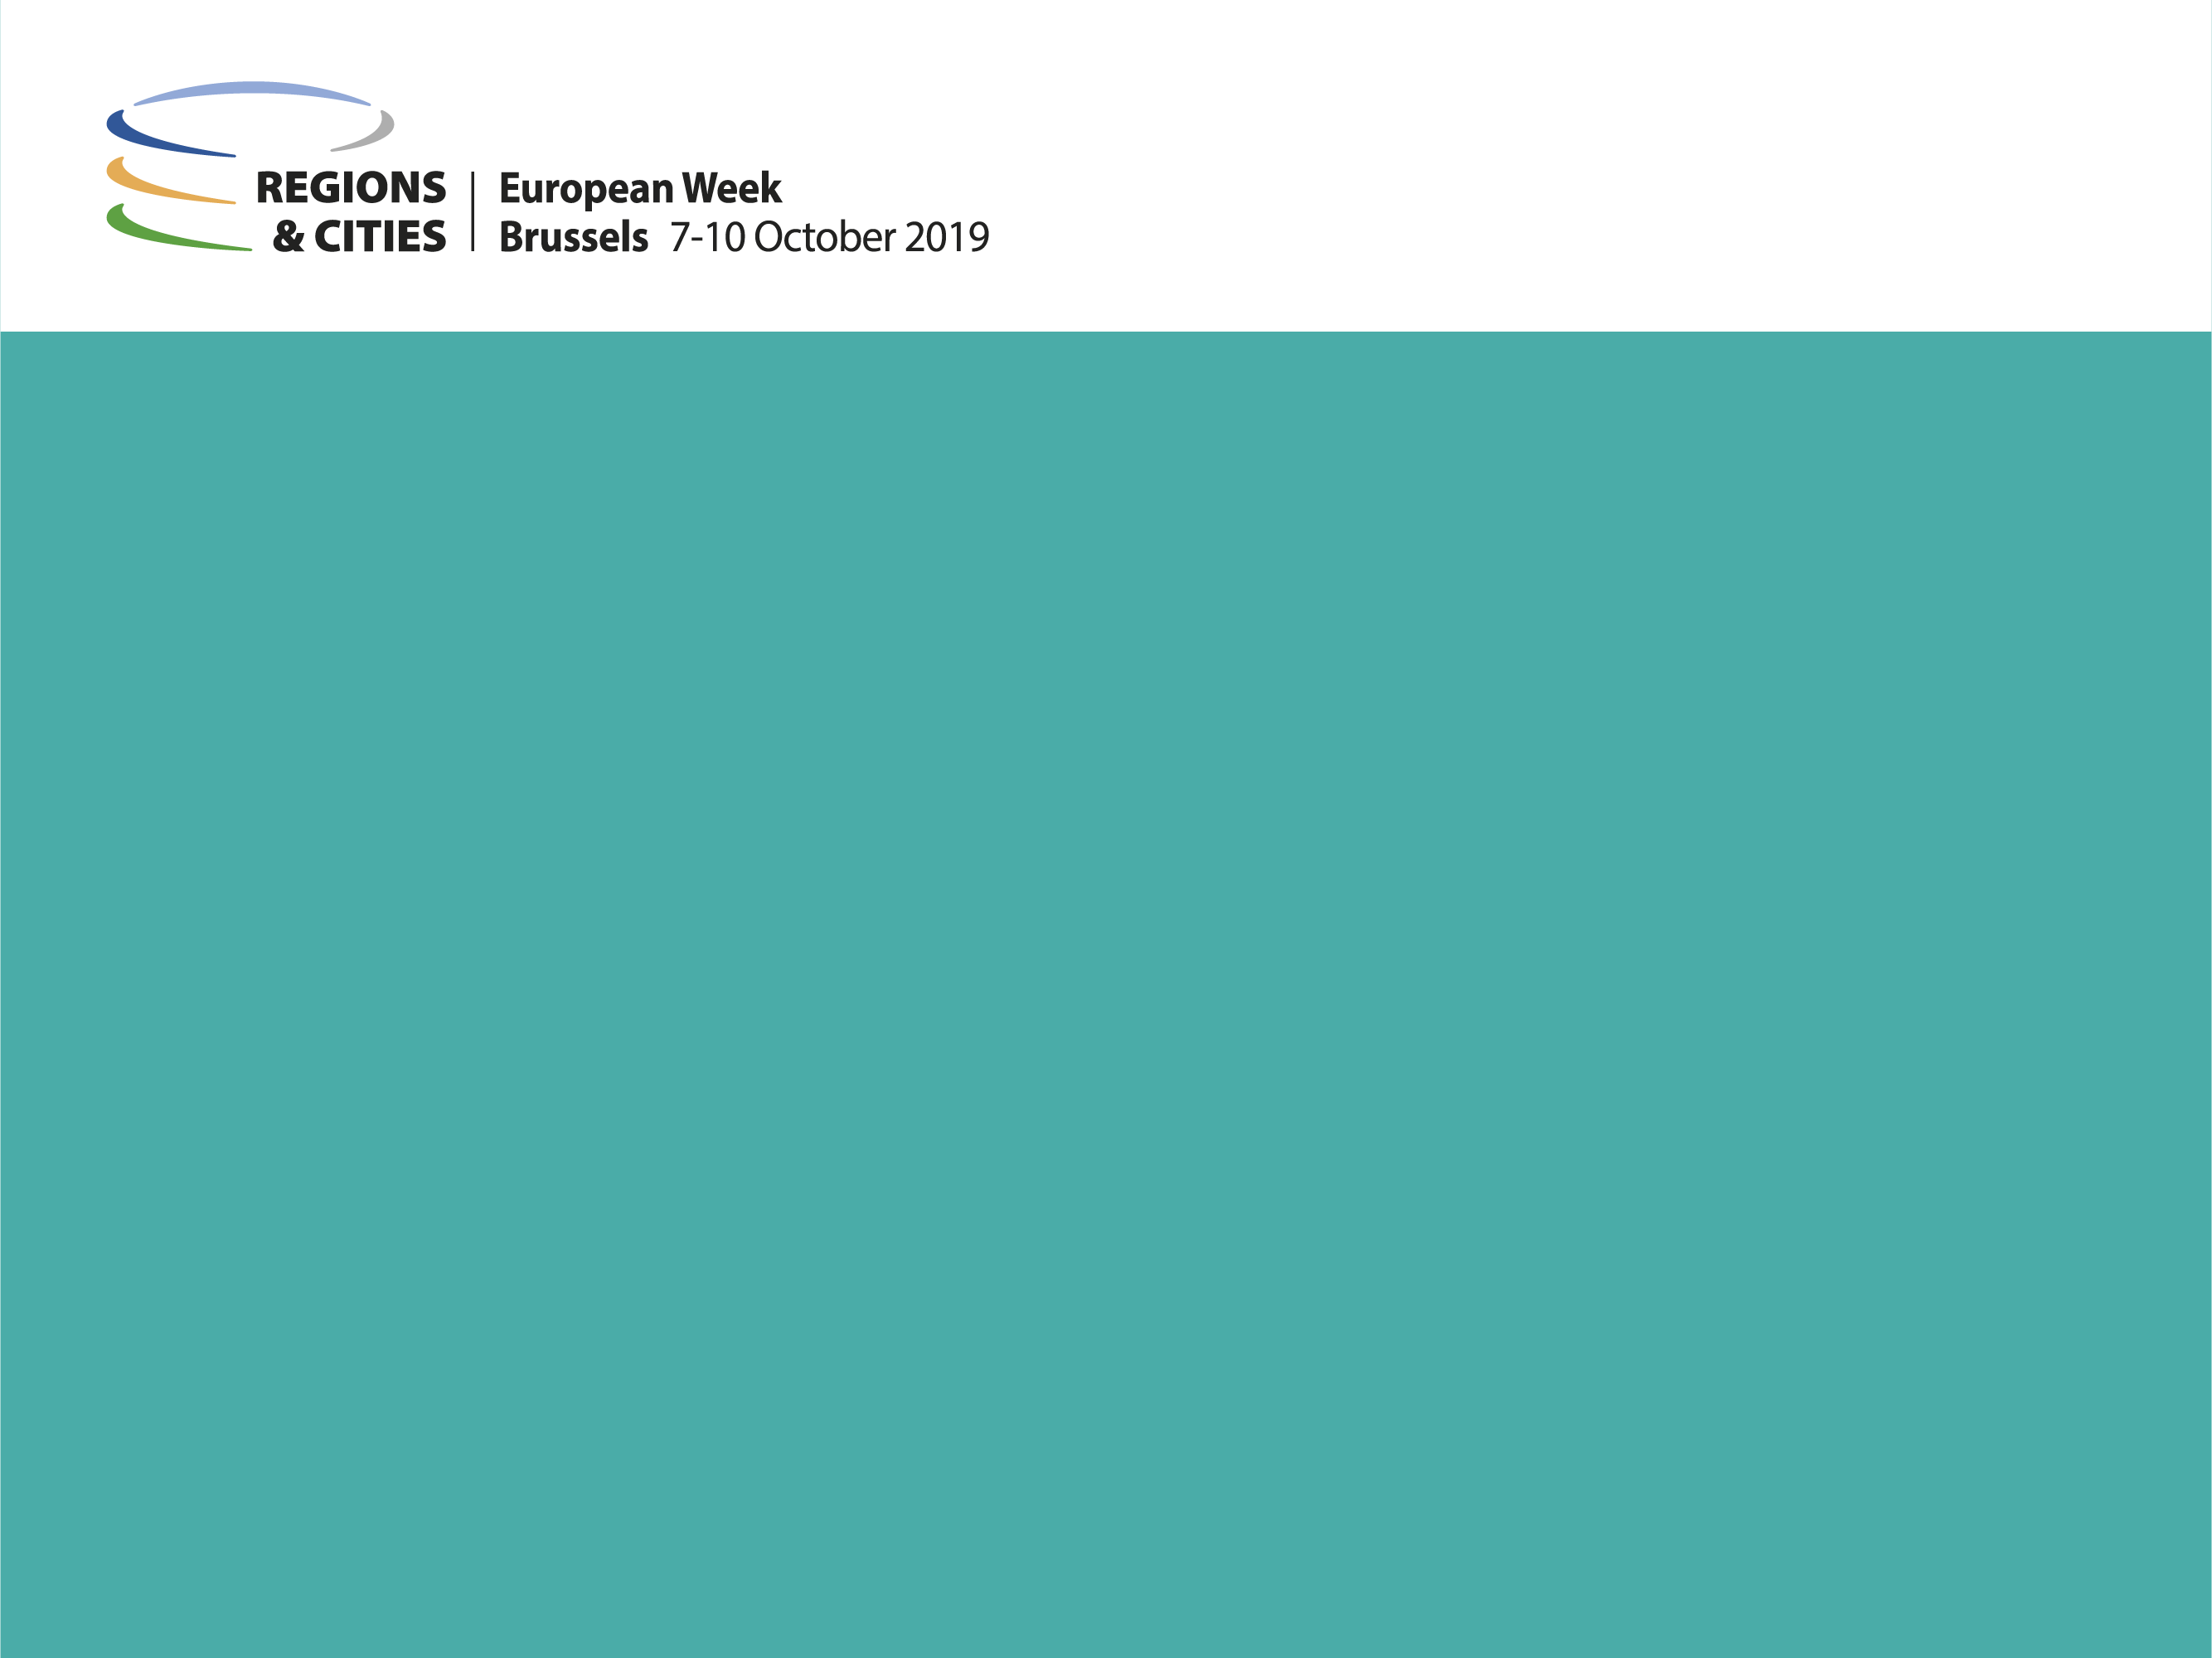 REGIONS
& CITIES
European Week
Brussels 7-10 October 2019